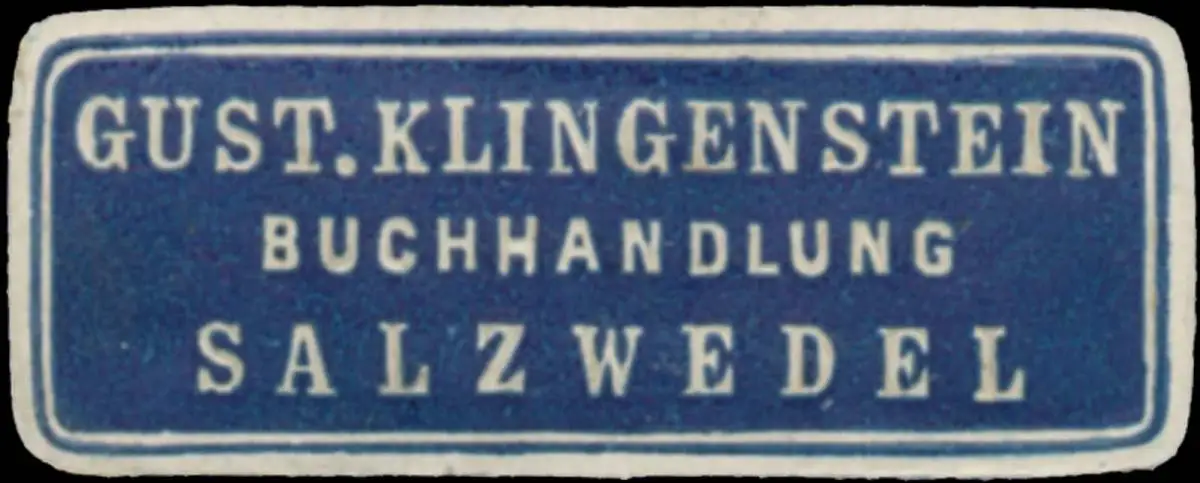 GUST. KLINGENSTEIN
BUCHHANDLUNG
SALZWEDEL